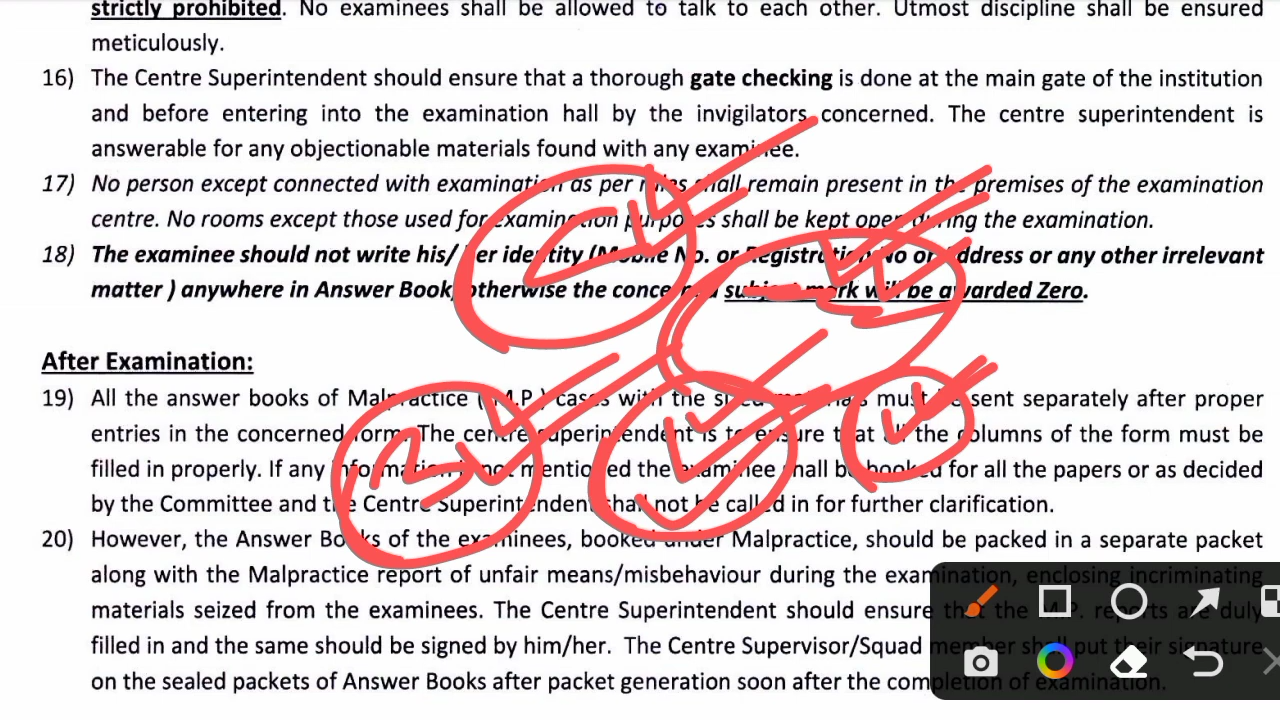 strictly prohibited. No examinees shall be allowed to talk to each other. Utmost discipline shall be ensured
meticulously.
16) The Centre Superintendent should ensure that a thorough gate checking is done at the main gate of the institution
and before entering into the examination hall by the invigilators concerned. The centre superintendent is
answerable for any objectionable materials found with any examinee.
17) No person except connected with examination as per rules shall remain present in the premises of the examination
centre. No rooms except those used for examination purposes shall be kept open during the examination.
18) The examinee should not write his/ her identity (Mobile No. or Registration No or Address or any other irrelevant
matter ) anywhere in Answer Book, otherwise the concerned subject mark will be awarded Zero.
After Examination:
19) All the answer books of Malpractice ( M.P.) cases with the seized materials must be sent separately after proper
entries in the concerned form. The centre superintendent is to ensure that all the columns of the form must be
filled in properly. If any information is not mentioned the examinee shall be booked for all the papers or as decided
by the Committee and the Centre Superintendent shall not be called in for further clarification.
20) However, the Answer Books of the examinees, booked under Malpractice, should be packed in a separate packet
along with the Malpractice report of unfair means/misbehaviour during the examination, enclosing incriminating
materials seized from the examinees. The Centre Superintendent should ensure that the M.P. reports are duly
filled in and the same should be signed by him/her. The Centre Supervisor/Squad member shall put their signature
on the sealed packets of Answer Books after packet generation soon after the completion of examination.